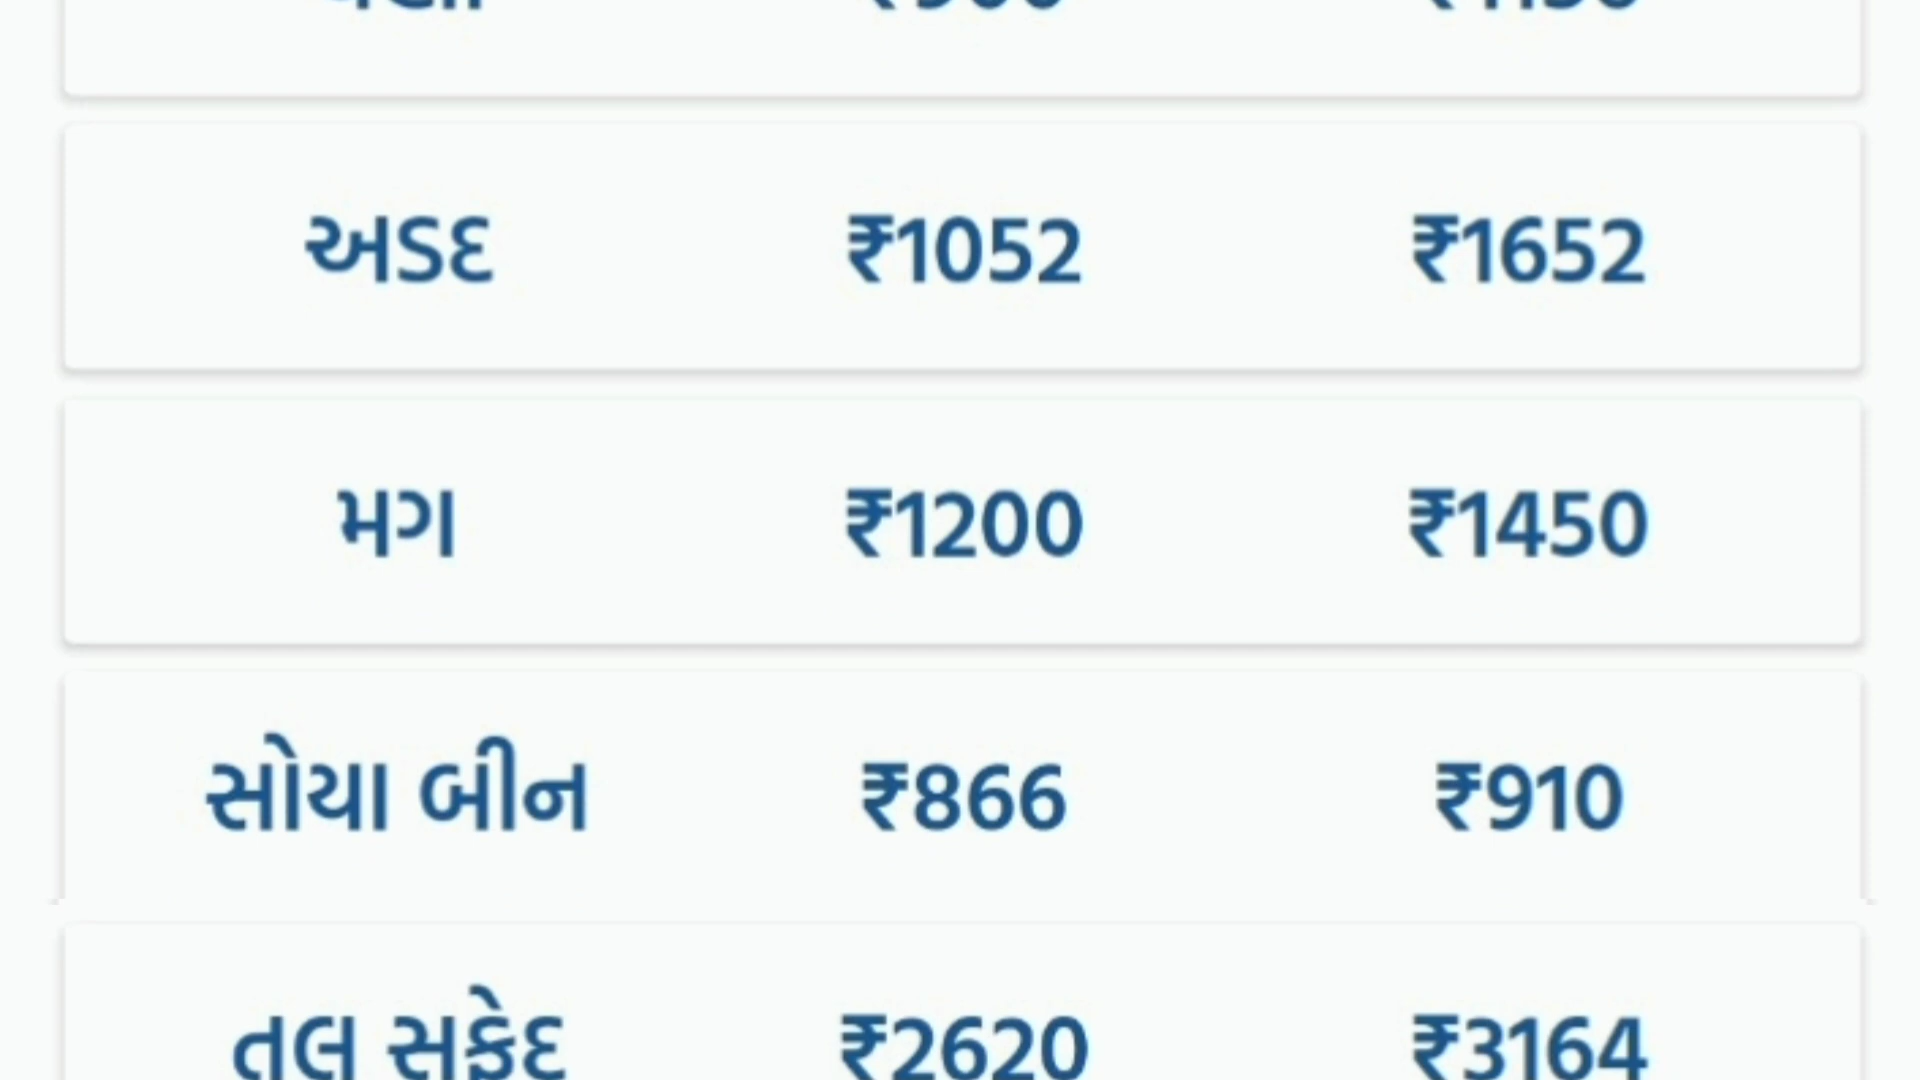 અડદ ₹1052 ₹1652
મગ ₹1200 ₹1450
સોયા બીન ₹866 ₹910
તલ સફેદ ₹2620 ₹3164